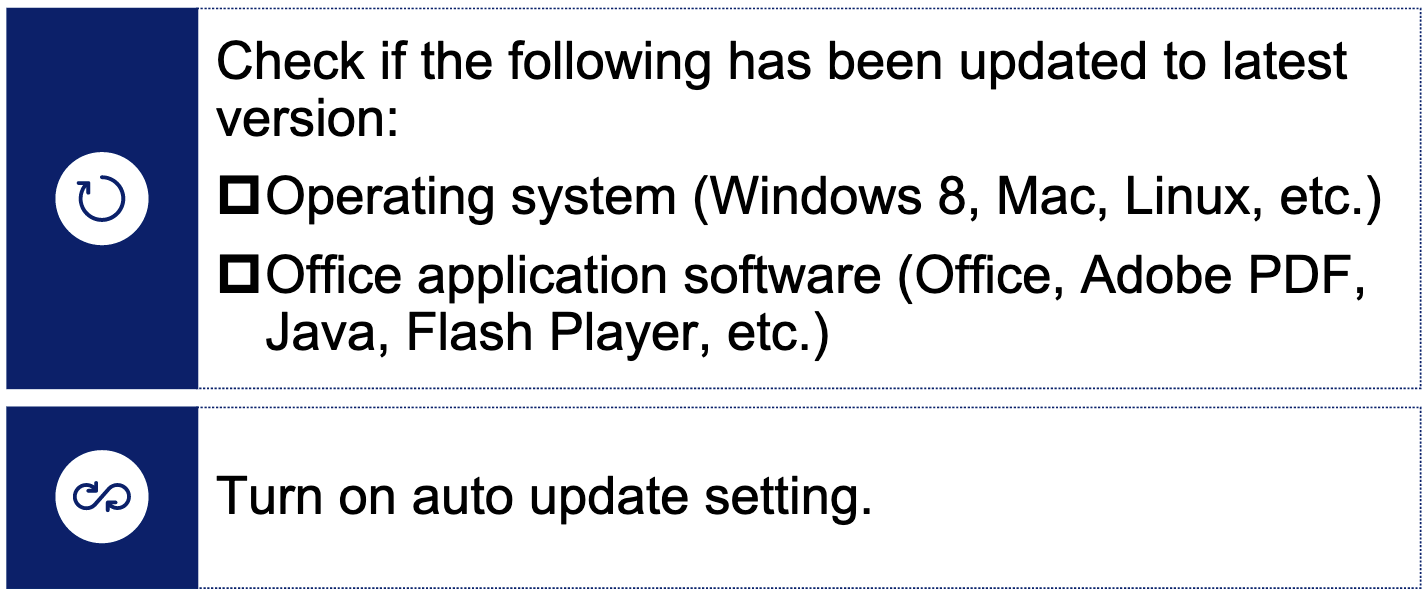 Check if the following has been updated to latest
version:
Operating system (Windows 8, Mac, Linux, etc.)
Office application software (Office, Adobe PDF,
Java, Flash Player, etc.)
Turn on auto update setting.